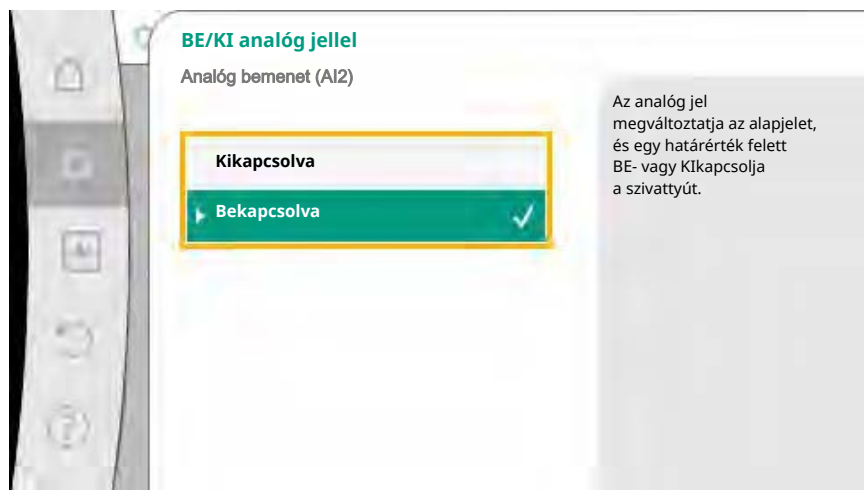 BE/KI analóg jellel
Analóg bemenet (AI2)
Kikapcsolva
Bekapcsolva
Az analóg jel
megváltoztatja az alapjelet,
és egy határérték felett
BE- vagy KIkapcsolja
a szivattyút.